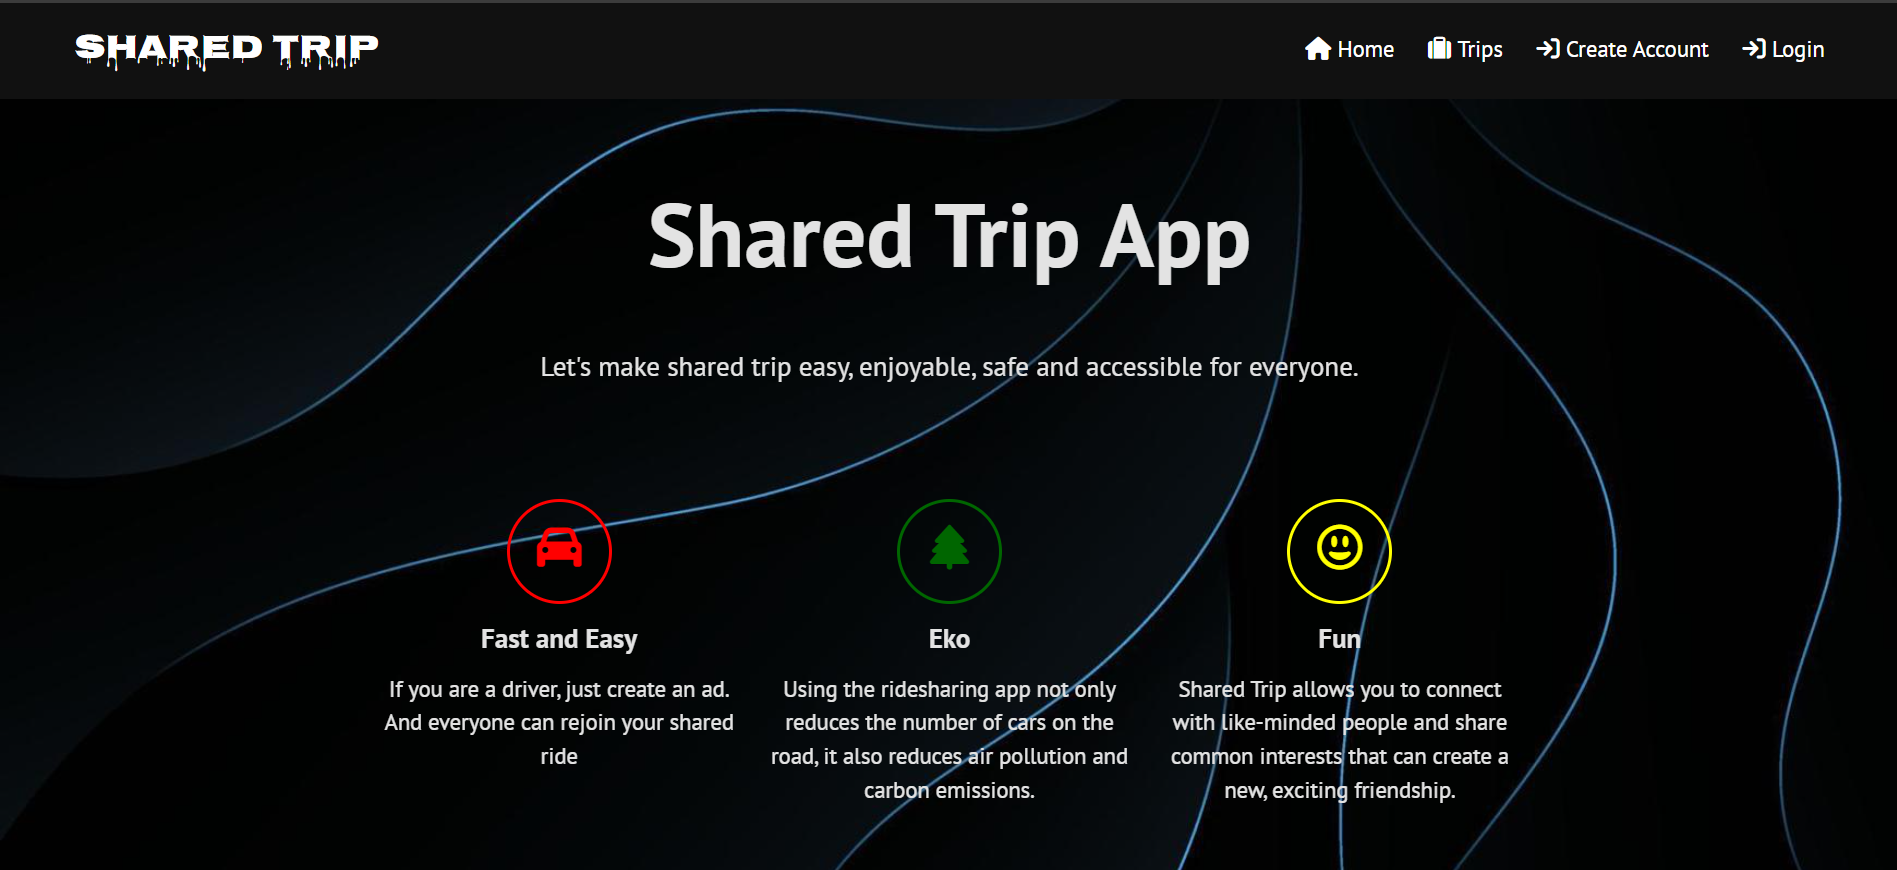 SHARED TRIP
Home
Trips
Create Account
Login
Shared Trip App
Let's make shared trip easy, enjoyable, safe and accessible for everyone.
Fast and Easy
If you are a driver, just create an ad.
And everyone can rejoin your shared
ride
Eko
Using the ridesharing app not only
reduces the number of cars on the
road, it also reduces air pollution and
carbon emissions.
Fun
Shared Trip allows you to connect
with like-minded people and share
common interests that can create a
new, exciting friendship.